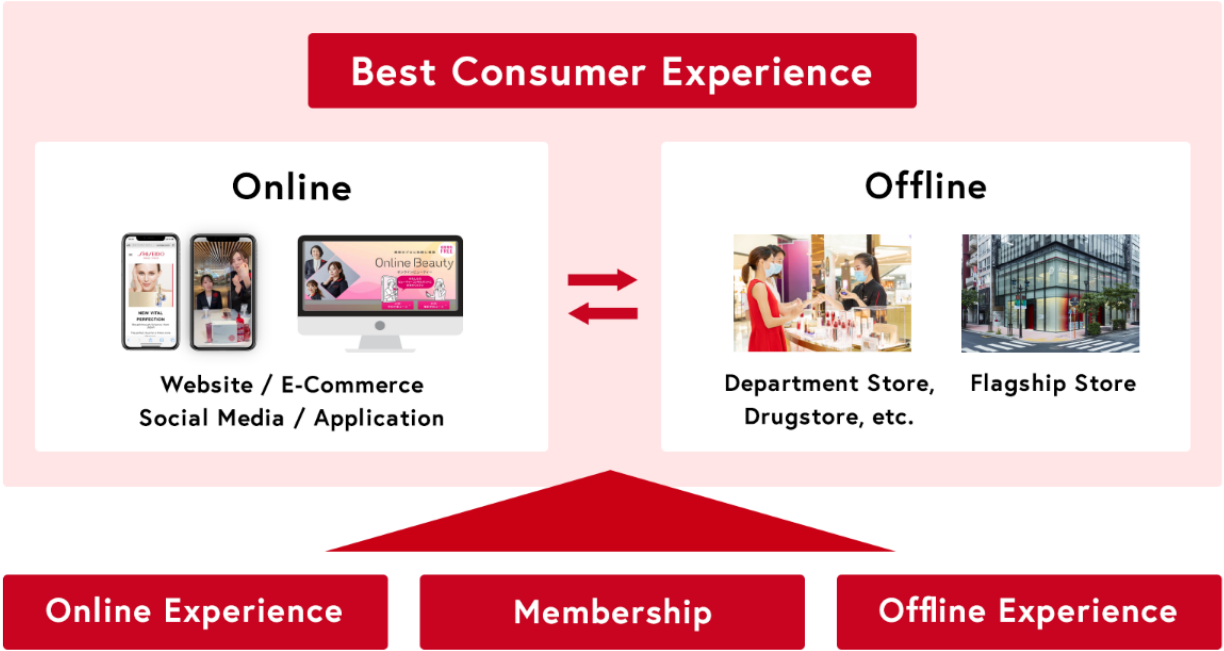 Best Consumer Experience
Online
SHISEIDO
NEW VITAL
PERFECTION
Online Beauty
Website / E-Commerce
Social Media / Application
Offline
Department Store,
Drugstore, etc.
Flagship Store
Online Experience
Membership
Offline Experience